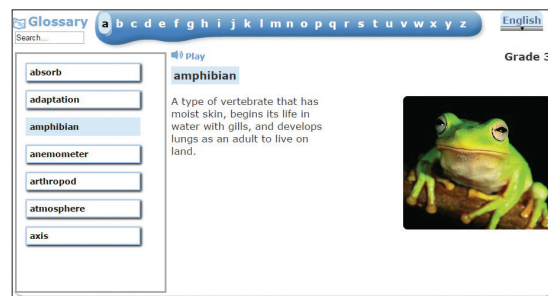 Glossary
Search...
a b c d e f g h i j k l m n o p q r s t u v w x y z
English
absorb
adaptation
amphibian
anemometer
arthropod
atmosphere
axis
Play
Grade 3
amphibian
A type of vertebrate that has
moist skin, begins its life in
water with gills, and develops
lungs as an adult to live on
land.